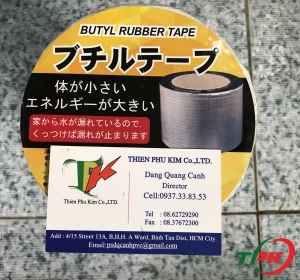 BUTYL RUBBER TAPE
ブチルテープ
体が小さい
エネルギーが大きい
家から水が漏れているので、
くっつけば漏れが止まります
THIEN PHU KIM Co.,LTD.
Dang Quang Canh
Director
Cell:0937.33.83.53
Thien Phu Kim Co.,LTD.
Tel : 08.62729290
Fax : 08.37672300
Add : 4/15 Street 13A, B.H.H. A Ward, Binh Tan Dist, HCM City
Email:psdqcanhpve@gmail.com
TPK